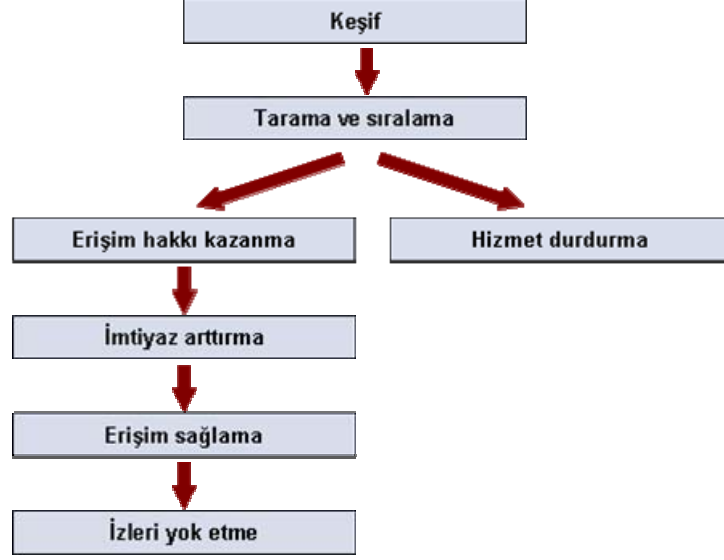 Keşif
Tarama ve sıralama
Erişim hakkı kazanma
Hizmet durdurma
İmtiyaz arttırma
Erişim sağlama
İzleri yok etme